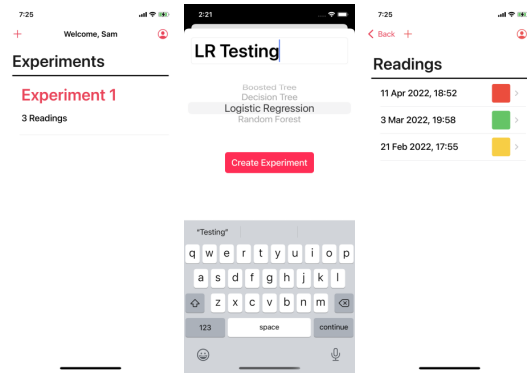 7:25
+ Welcome, Sam
Experiments
Experiment 1
3 Readings
2:21
LR Testing
Boosted Tree
Decision Tree
Logistic Regression
Random Forest
Create Experiment
"Testing"
q w e r t y u i o p
a s d f g h j k l
z x c v b n m
123 space continue
7:25
Back +
Readings
11 Apr 2022, 18:52
3 Mar 2022, 19:58
21 Feb 2022, 17:55